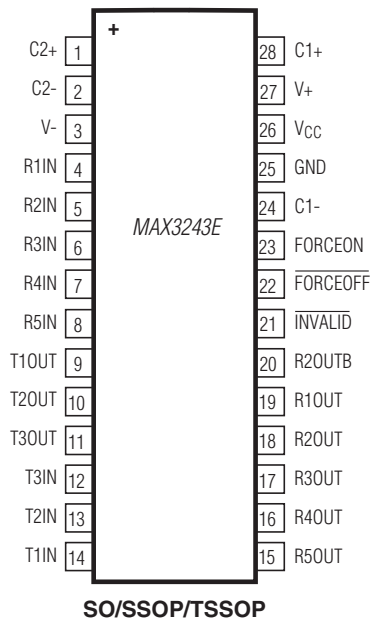 +
C2+ 1 28 C1+
C2- 2 27 V+
V- 3 26 VCC
R1IN 4 25 GND
R2IN 5 24 C1-
MAX3243E
R3IN 6 23 FORCEON
R4IN 7 22 FORCEOFF
R5IN 8 21 INVALID
T1OUT 9 20 R2OUTB
T2OUT 10 19 R1OUT
T3OUT 11 18 R2OUT
T3IN 12 17 R3OUT
T2IN 13 16 R4OUT
T1IN 14 15 R5OUT
SO/SSOP/TSSOP